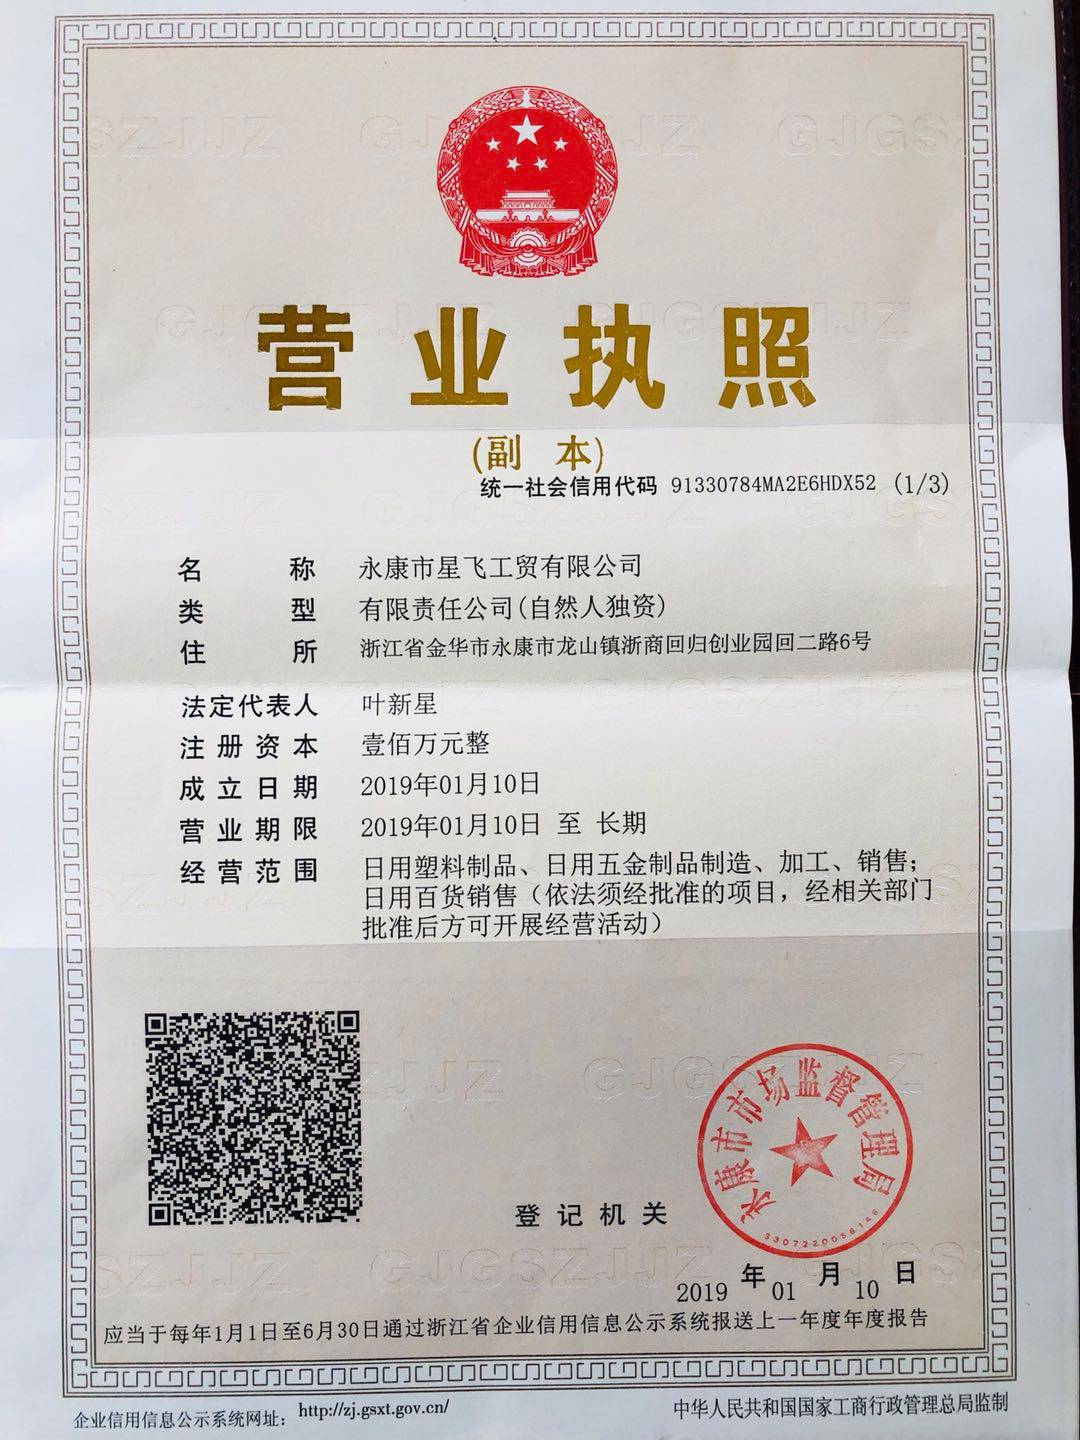 营业执照
(副 本)
统一社会信用代码 91330784MA2E6HDX52 (1/3)
名 称 永康市星飞工贸有限公司
类 型 有限责任公司(自然人独资)
住 所 浙江省金华市永康市龙山镇浙商回归创业园回二路6号
法定代表人 叶新星
注册资本 壹佰万元整
成立日期 2019年01月10日
营业期限 2019年01月10日 至 长期
经营范围 日用塑料制品、日用五金制品制造、加工、销售；
日用百货销售（依法须经批准的项目，经相关部门
批准后方可开展经营活动）
永康市市场监督管理局
3307220056146
登记机关
2019 年 01 月 10 日
应当于每年1月1日至6月30日通过浙江省企业信用信息公示系统报送上一年度年度报告
企业信用信息公示系统网址：http://zj.gsxt.gov.cn/
中华人民共和国国家工商行政管理总局监制